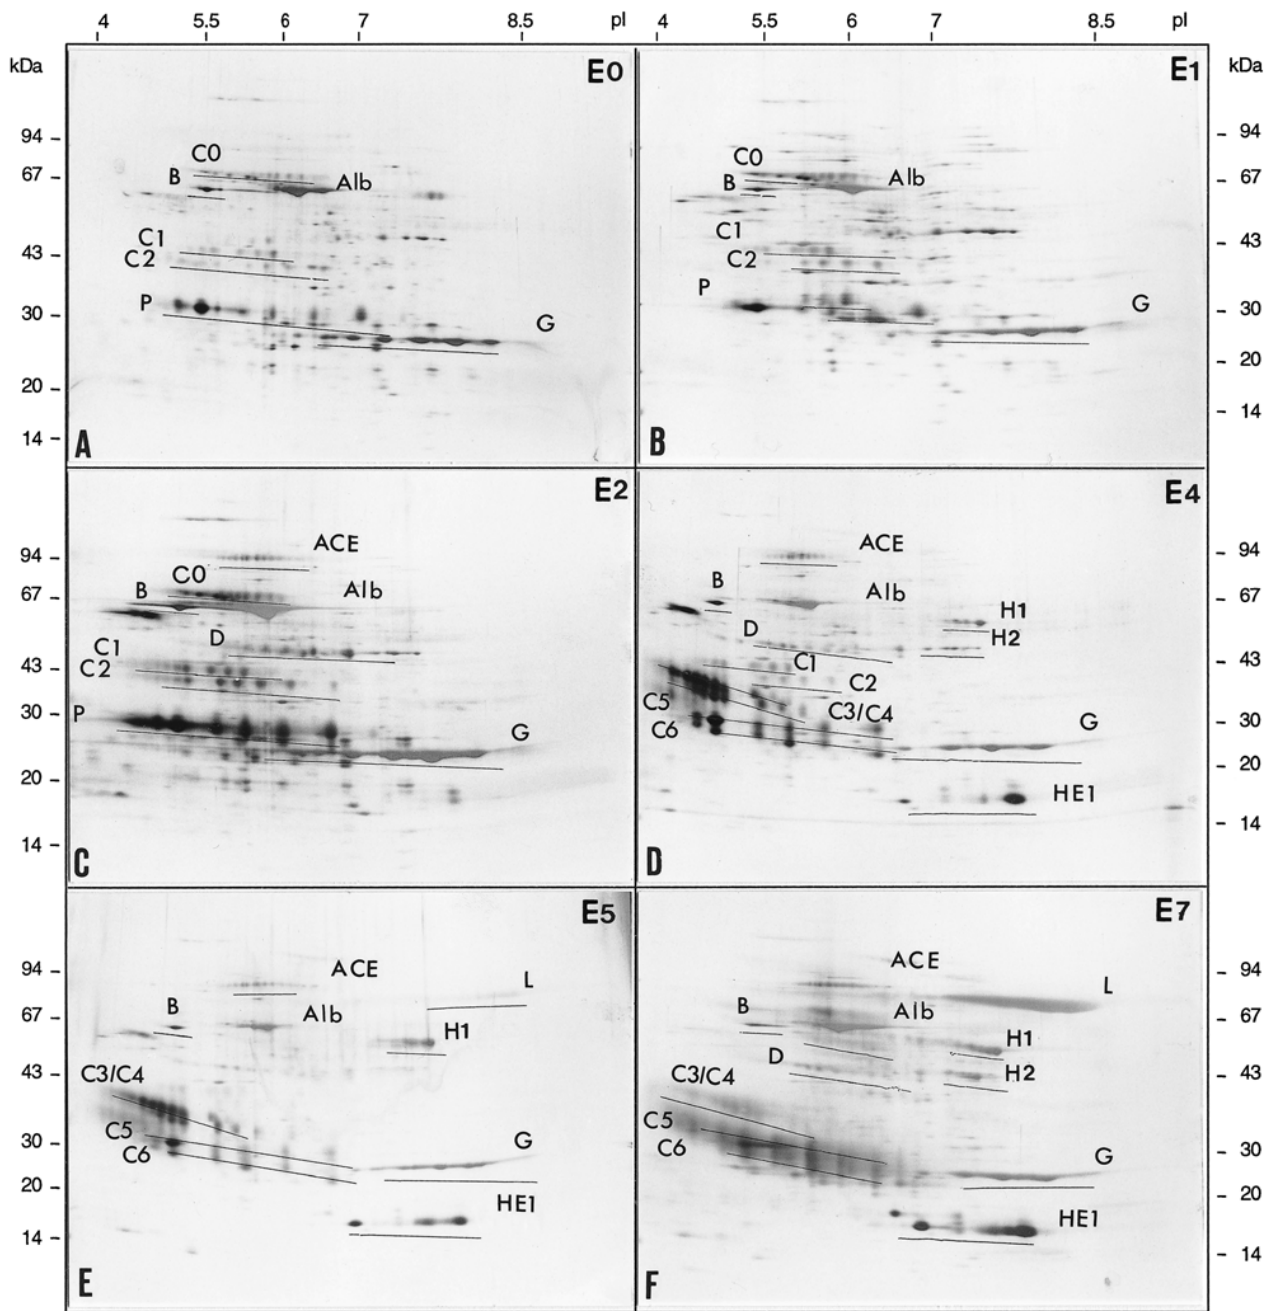 4 5.5 6 7 8.5 pI 4 5.5 6 7 8.5 pI
kDa E0 E1 kDa
94 94
C0 C0
67 67
B Alb B Alb
C1 C1
43 43
C2 C2
P P
30 30
G G
20 20
14 14
A B
E2 E4
94 ACE ACE 94
67 C0 67
B Alb B Alb
H1
D D H2
C1 C1
43 43
C2 C2
C5 C3/C4
P G G
30 C6 30
20 20
HE1
14 14
C D
E5 E7
94 ACE ACE 94
L L
67 B Alb B Alb 67
H1 H1
D
43 C3/C4 C3/C4 H2 43
C5 C5
30 C6 G C6 G 30
20 20
HE1 HE1
14 14
E F